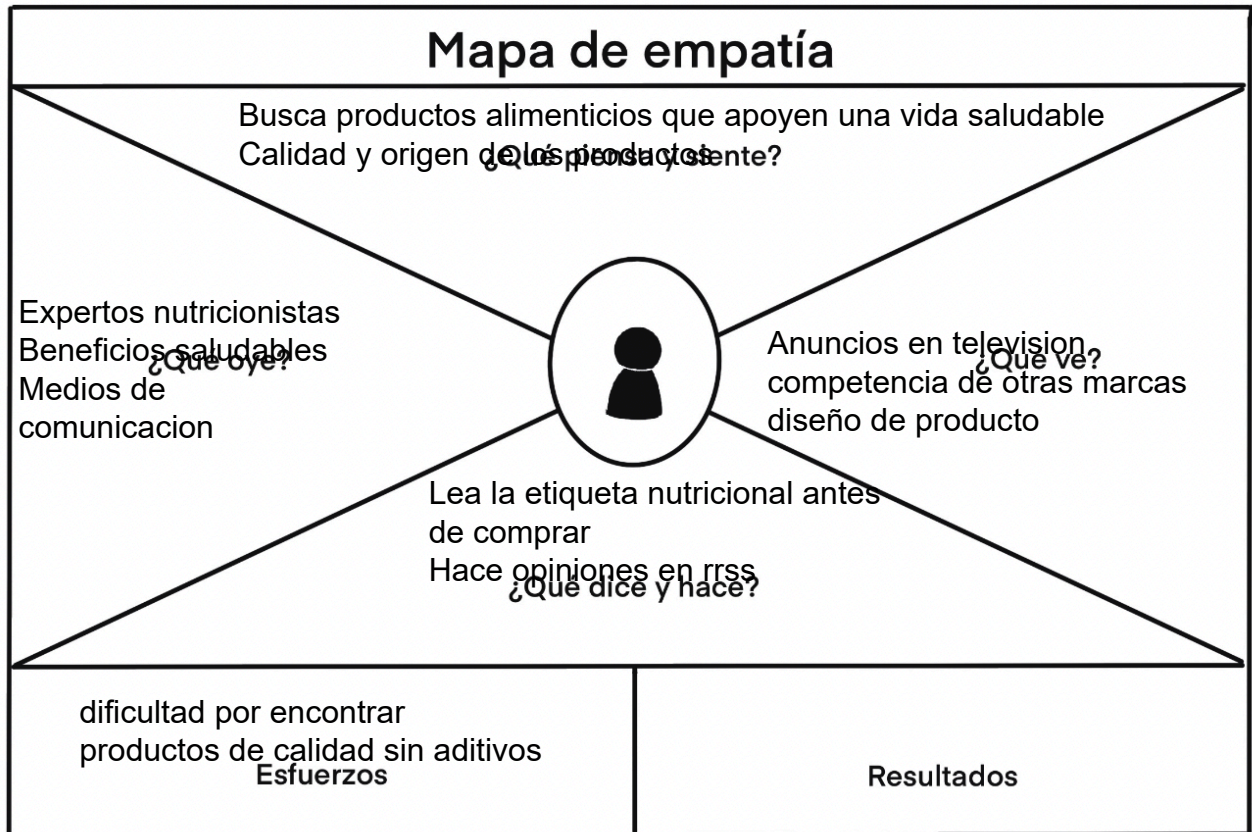 Mapa de empatía
Busca productos alimenticios que apoyen una vida saludable
Calidad y origen de los productos
¿Qué piensa y siente?
Expertos nutricionistas
Beneficios saludables
¿Qué oye?
Medios de
comunicacion
Anuncios en television
¿Qué ve?
competencia de otras marcas
diseño de producto
Lea la etiqueta nutricional antes
de comprar
Hace opiniones en rrss
¿Qué dice y hace?
dificultad por encontrar
productos de calidad sin aditivos
Esfuerzos
Resultados